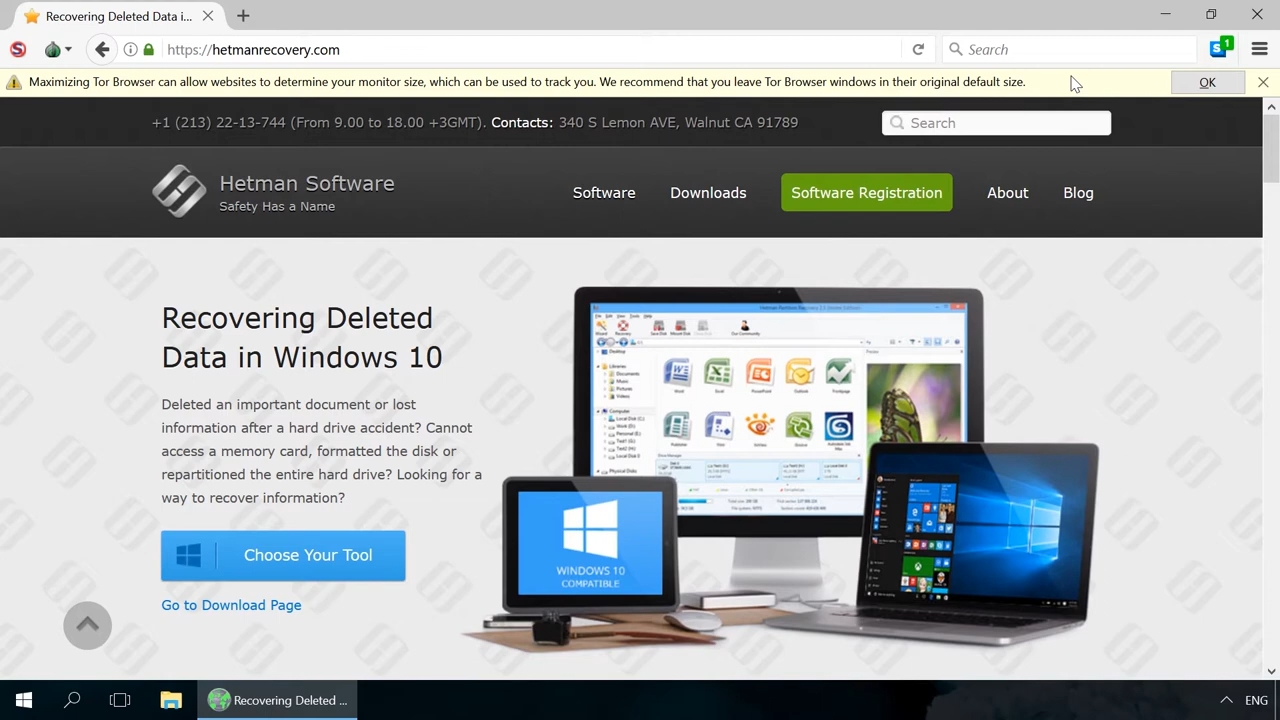 Recovering Deleted Data i...
https://hetmanrecovery.com
Search
1
Maximizing Tor Browser can allow websites to determine your monitor size, which can be used to track you. We recommend that you leave Tor Browser windows in their original default size.
OK
+1 (213) 22-13-744 (From 9.00 to 18.00 +3GMT). Contacts: 340 S Lemon AVE, Walnut CA 91789
Search
Hetman Software
Safety Has a Name
Software
Downloads
Software Registration
About
Blog
Recovering Deleted
Data in Windows 10
Deleted an important document or lost
information after a hard drive accident? Cannot
access a memory card, formatted the disk or
repartitioned the entire hard drive? Looking for a
way to recover information?
Choose Your Tool
Go to Download Page
WINDOWS 10
COMPATIBLE
Recovering Deleted ...
ENG